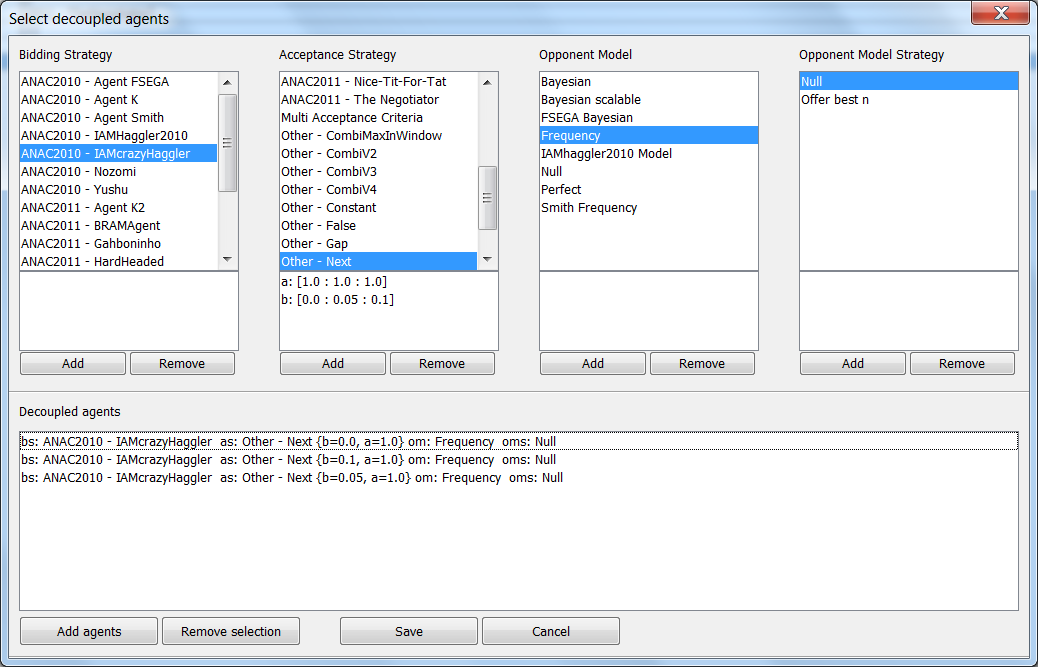 Select decoupled agents
Bidding Strategy
ANAC2010 - Agent FSEGA
ANAC2010 - Agent K
ANAC2010 - Agent Smith
ANAC2010 - IAMHaggler2010
ANAC2010 - IAMcrazyHaggler
ANAC2010 - Nozomi
ANAC2010 - Yushu
ANAC2011 - Agent K2
ANAC2011 - BRAMAgent
ANAC2011 - Gahboninho
ANAC2011 - HardHeaded
Add Remove
Acceptance Strategy
ANAC2011 - Nice-Tit-For-Tat
ANAC2011 - The Negotiator
Multi Acceptance Criteria
Other - CombiMaxInWindow
Other - CombiV2
Other - CombiV3
Other - CombiV4
Other - Constant
Other - False
Other - Gap
Other - Next
a: [1.0 : 1.0 : 1.0]
b: [0.0 : 0.05 : 0.1]
Add Remove
Opponent Model
Bayesian
Bayesian scalable
FSEGA Bayesian
Frequency
IAMhaggler2010 Model
Null
Perfect
Smith Frequency
Add Remove
Opponent Model Strategy
Null
Offer best n
Add Remove
Decoupled agents
bs: ANAC2010 - IAMcrazyHaggler as: Other - Next {b=0.0, a=1.0} om: Frequency oms: Null
bs: ANAC2010 - IAMcrazyHaggler as: Other - Next {b=0.1, a=1.0} om: Frequency oms: Null
bs: ANAC2010 - IAMcrazyHaggler as: Other - Next {b=0.05, a=1.0} om: Frequency oms: Null
Add agents Remove selection Save Cancel